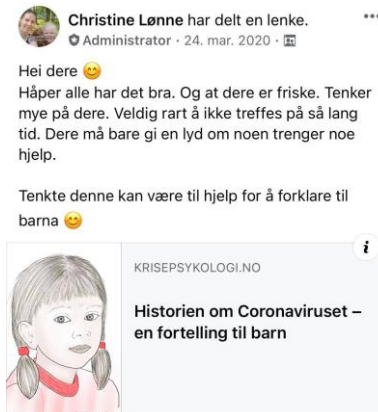 Christine Lønne har delt en lenke.
Administrator · 24. mar. 2020 ·
Hei dere 😊
Håper alle har det bra. Og at dere er friske. Tenker
mye på dere. Veldig rart å ikke treffes på så lang
tid. Dere må bare gi en lyd om noen trenger noe
hjelp.
Tenkte denne kan være til hjelp for å forklare til
barna 😊
i
KRISEPSYKOLOGI.NO
Historien om Coronaviruset –
en fortelling til barn